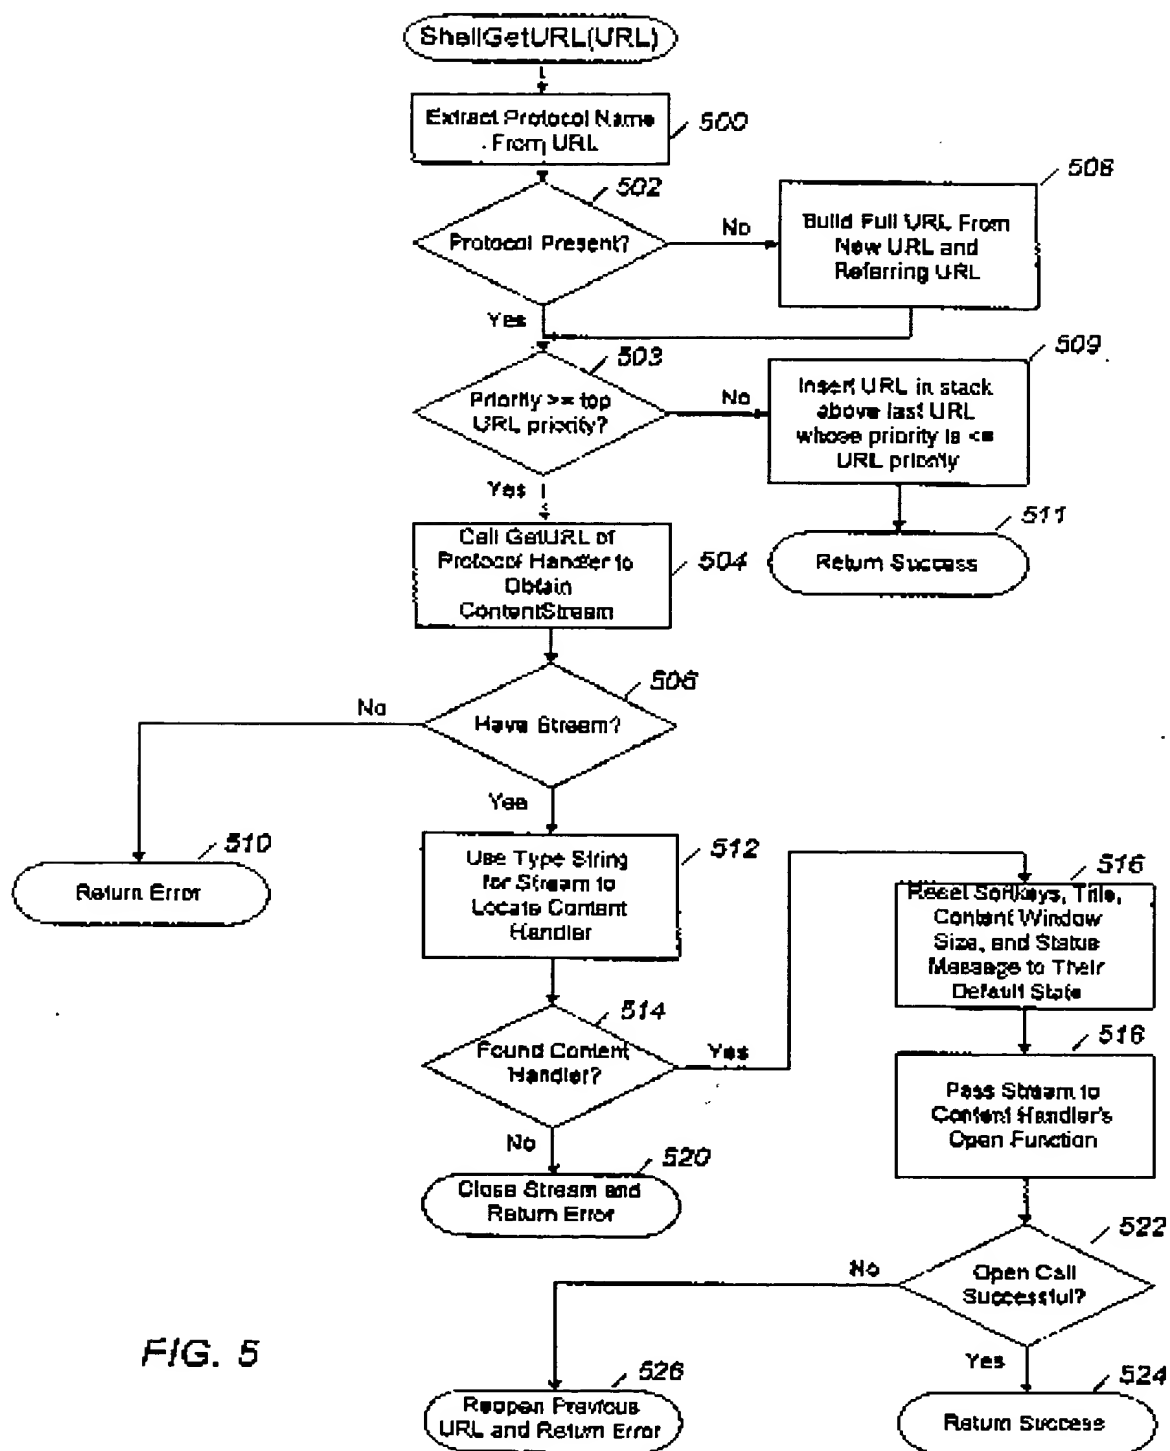 ShellGetURL(URL)
Extract Protocol Name
From URL
500
502
Protocol Present?
No
Yes
508
Build Full URL From
New URL and
Referring URL
503
Priority >= top
URL priority?
No
Yes
509
Insert URL in stack
above last URL
whose priority is <=
URL priority
511
Return Success
Call GetURL of
Protocol Handler to
Obtain
ContentStream
504
506
Have Stream?
No
Yes
510
Return Error
Use Type String
for Stream to
Locate Content
Handler
512
514
Found Content
Handler?
Yes
No
516
Reset Softkeys, Title,
Content Window
Size, and Status
Message to Their
Default State
516
Pass Stream to
Content Handler's
Open Function
520
Close Stream and
Return Error
522
Open Call
Successful?
No
Yes
526
Reopen Previous
URL and Return Error
524
Return Success
FIG. 5